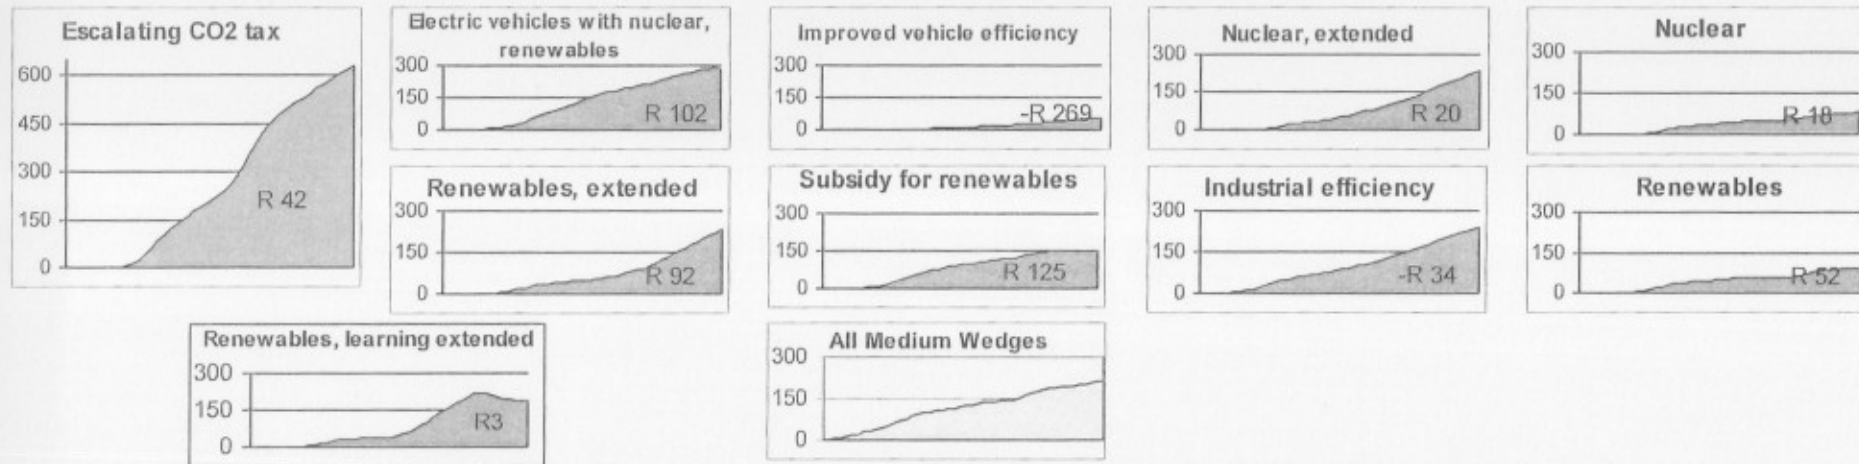 Escalating CO2 tax
600
450
300
150
0
R 42
Electric vehicles with nuclear,
renewables
300
150
0
R 102
Improved vehicle efficiency
300
150
0
-R 269
Nuclear, extended
300
150
0
R 20
Nuclear
300
150
0
R 18
Renewables, extended
300
150
0
R 92
Subsidy for renewables
300
150
0
R 125
Industrial efficiency
300
150
0
-R 34
Renewables
300
150
0
R 52
Renewables, learning extended
300
150
0
R3
All Medium Wedges
300
150
0